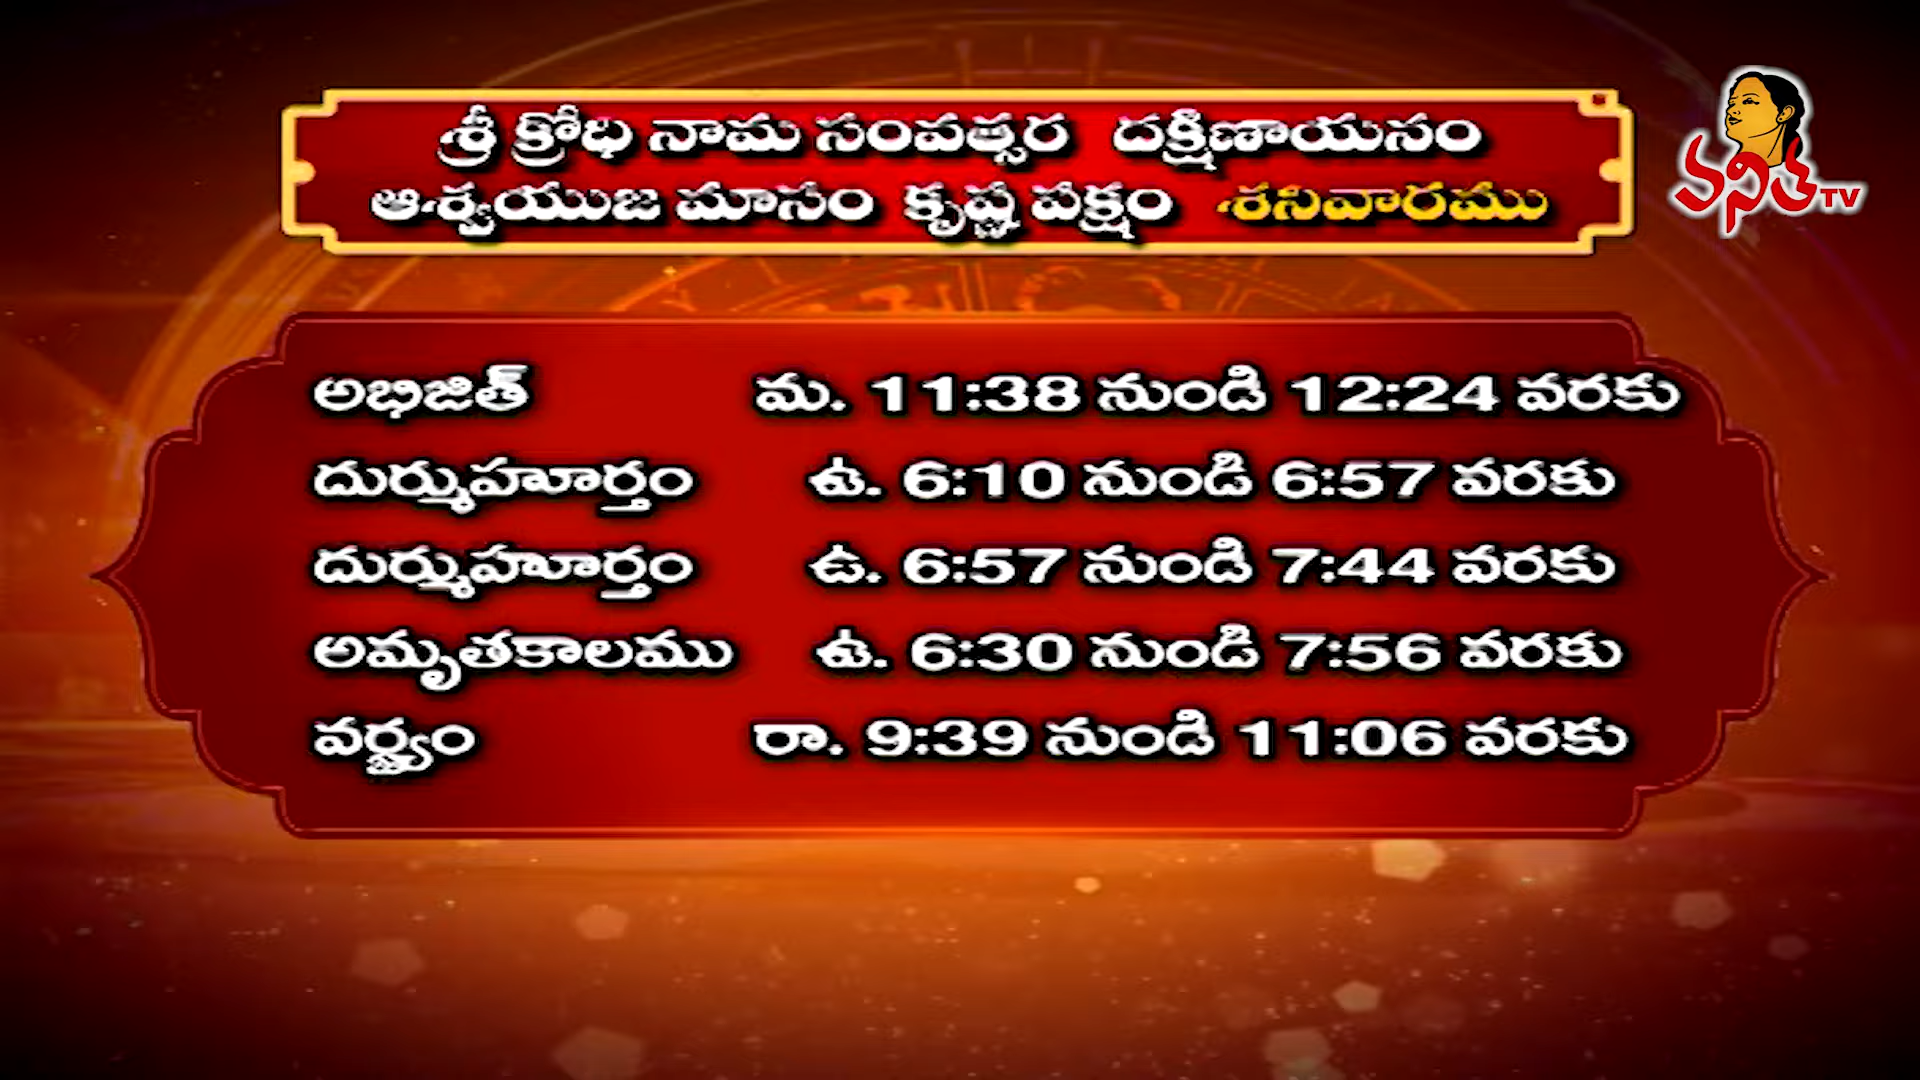 శ్రీ క్రోధి నామ సంవత్సర దక్షిణాయనం
ఆశ్వయుజ మాసం కృష్ణ పక్షం శనివారము
వనిత TV
అభిజిత్ మ. 11:38 నుండి 12:24 వరకు
దుర్ముహూర్తం ఉ. 6:10 నుండి 6:57 వరకు
దుర్ముహూర్తం ఉ. 6:57 నుండి 7:44 వరకు
అమృతకాలము ఉ. 6:30 నుండి 7:56 వరకు
వర్జ్యం రా. 9:39 నుండి 11:06 వరకు